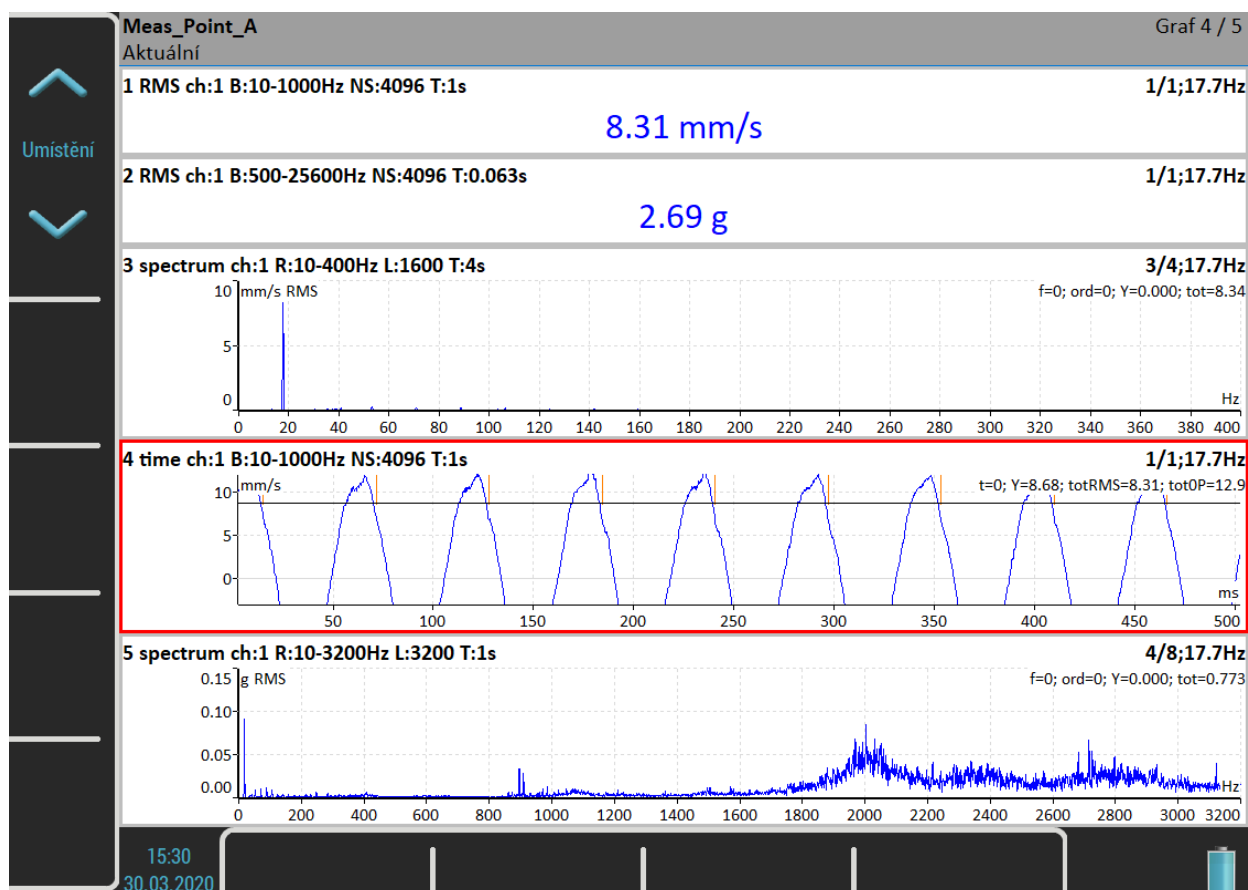 Meas_Point_A
Graf 4 / 5
Aktuální
Umístění
1 RMS ch:1 B:10-1000Hz NS:4096 T:1s
1/1;17.7Hz
8.31 mm/s
2 RMS ch:1 B:500-25600Hz NS:4096 T:0.063s
1/1;17.7Hz
2.69 g
3 spectrum ch:1 R:10-400Hz L:1600 T:4s
3/4;17.7Hz
10 mm/s RMS
f=0; ord=0; Y=0.000; tot=8.34
5
0
Hz
0 20 40 60 80 100 120 140 160 180 200 220 240 260 280 300 320 340 360 380 400
4 time ch:1 B:10-1000Hz NS:4096 T:1s
1/1;17.7Hz
10 mm/s
t=0; Y=8.68; totRMS=8.31; tot0P=12.9
5
0
ms
50 100 150 200 250 300 350 400 450 500
5 spectrum ch:1 R:10-3200Hz L:3200 T:1s
4/8;17.7Hz
0.15 g RMS
f=0; ord=0; Y=0.000; tot=0.773
0.10
0.05
0.00
Hz
0 200 400 600 800 1000 1200 1400 1600 1800 2000 2200 2400 2600 2800 3000 3200
15:30
30.03.2020